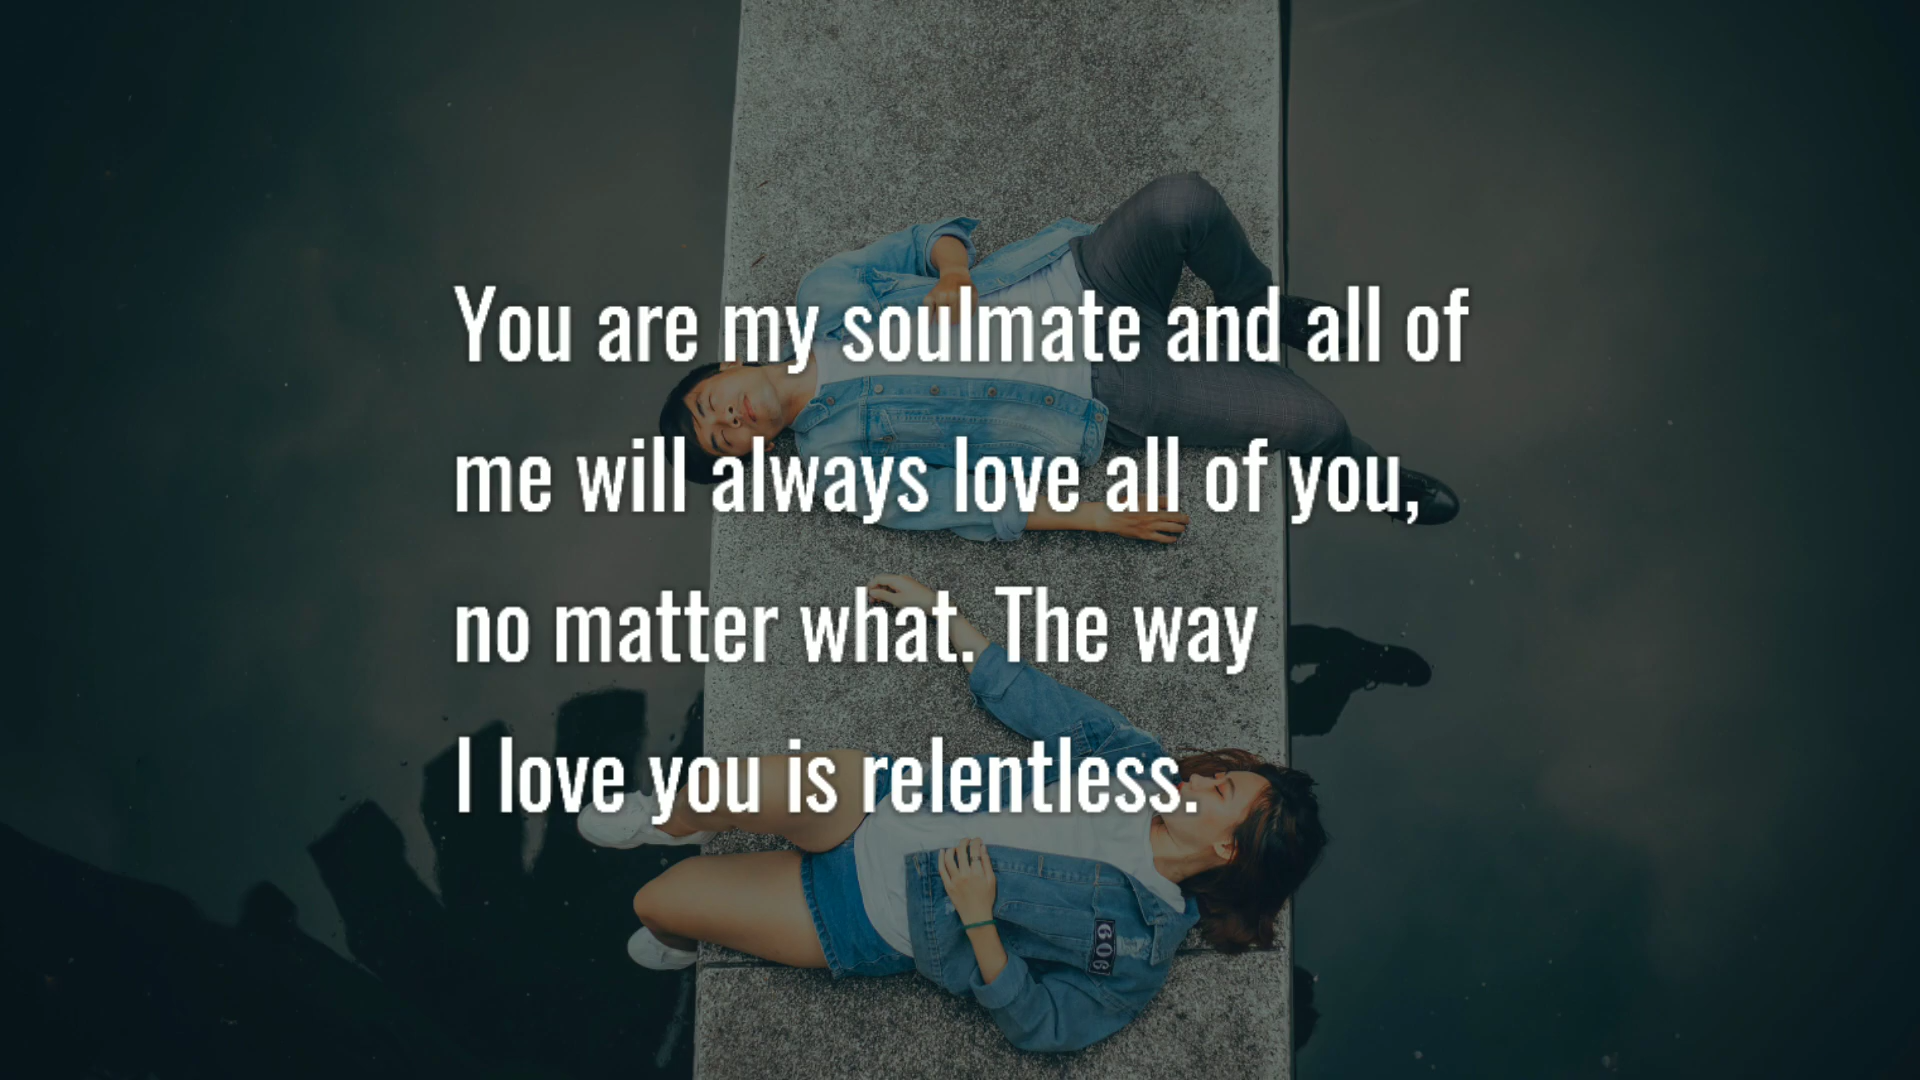 You are my soulmate and all of
me will always love all of you,
no matter what. The way
I love you is relentless.
606